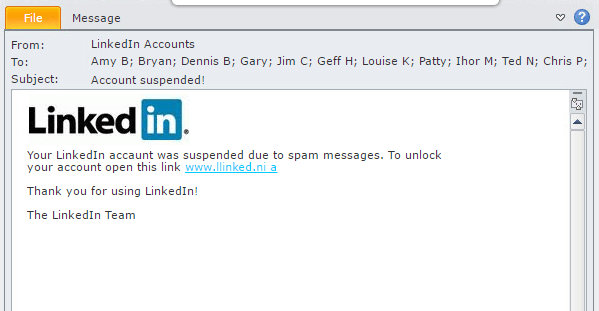 File Message
From: LinkedIn Accounts
To: Amy B; Bryan; Dennis B; Gary; Jim C; Geff H; Louise K; Patty; Ihor M; Ted N; Chris P;
Subject: Account suspended!
Linked in®
Your LinkedIn accaunt was suspended due to spam messages. To unlock
your account open this link www.llinked.ni a
Thank you for using LinkedIn!
The LinkedIn Team